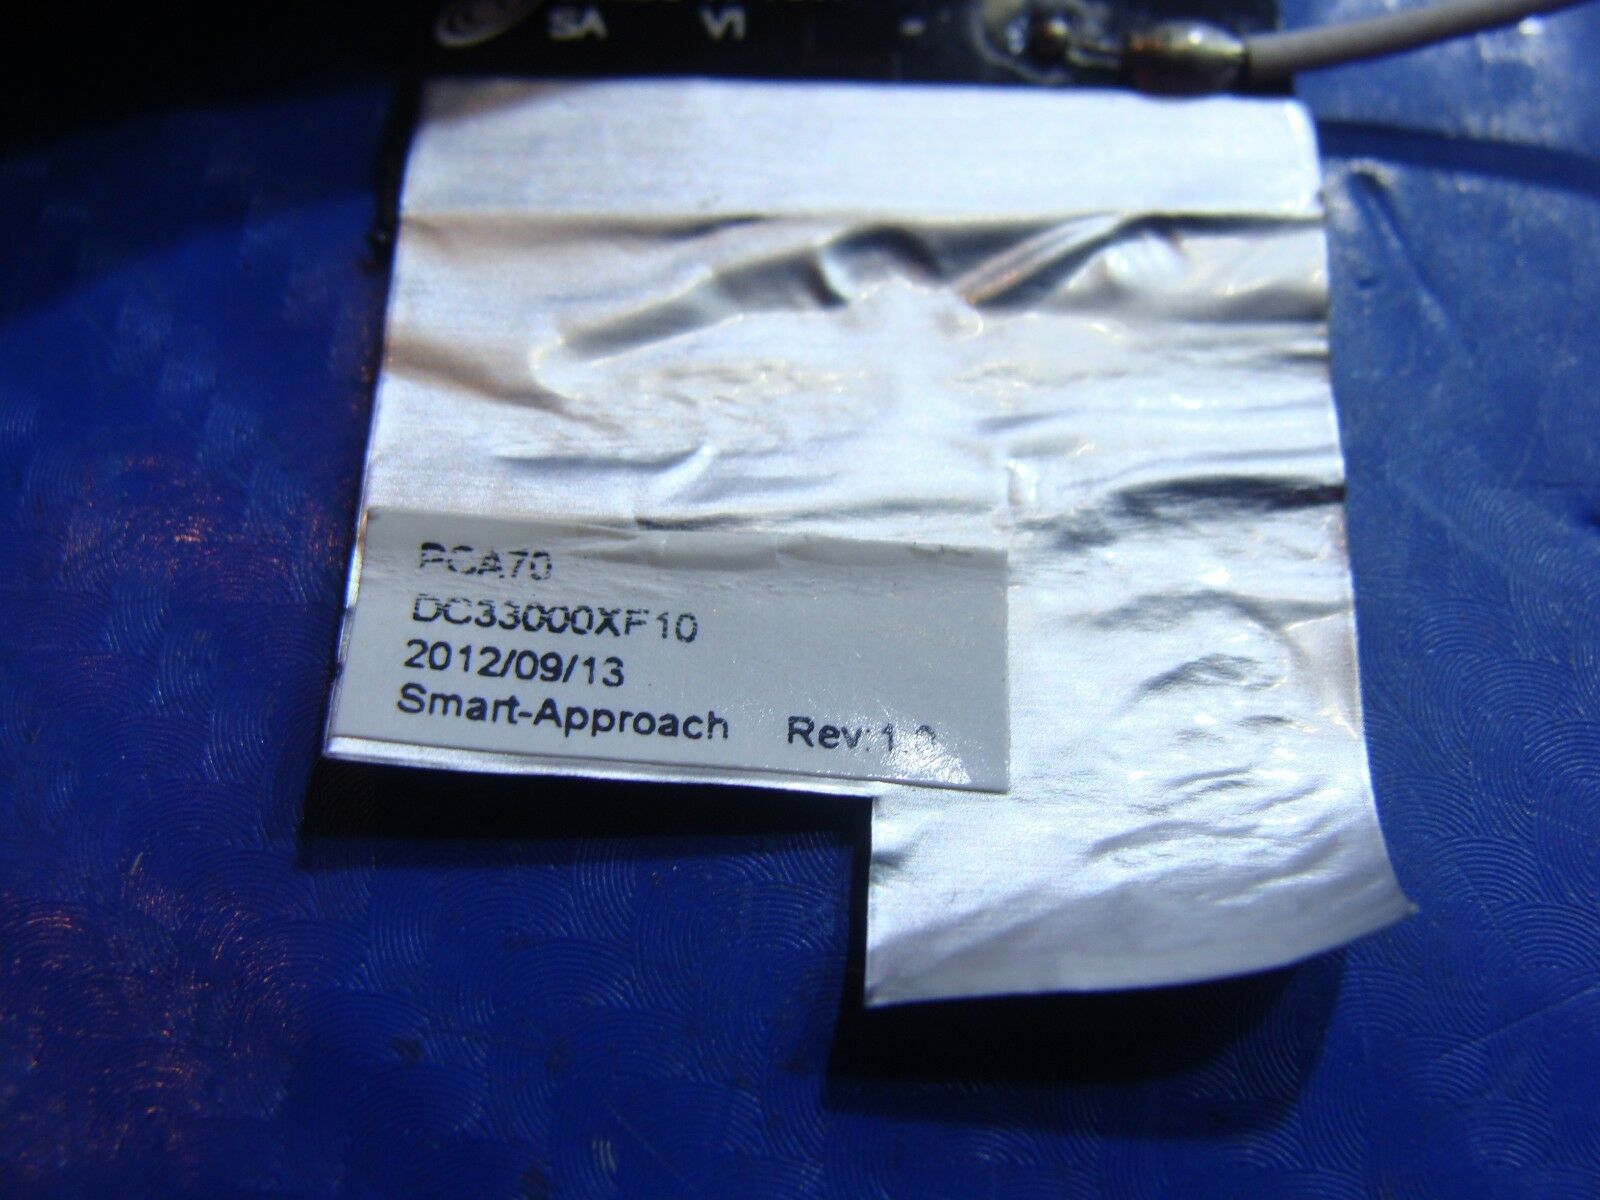 SA V1
PCA70
DC33000XF10
2012/09/13
Smart-Approach Rev:1.0